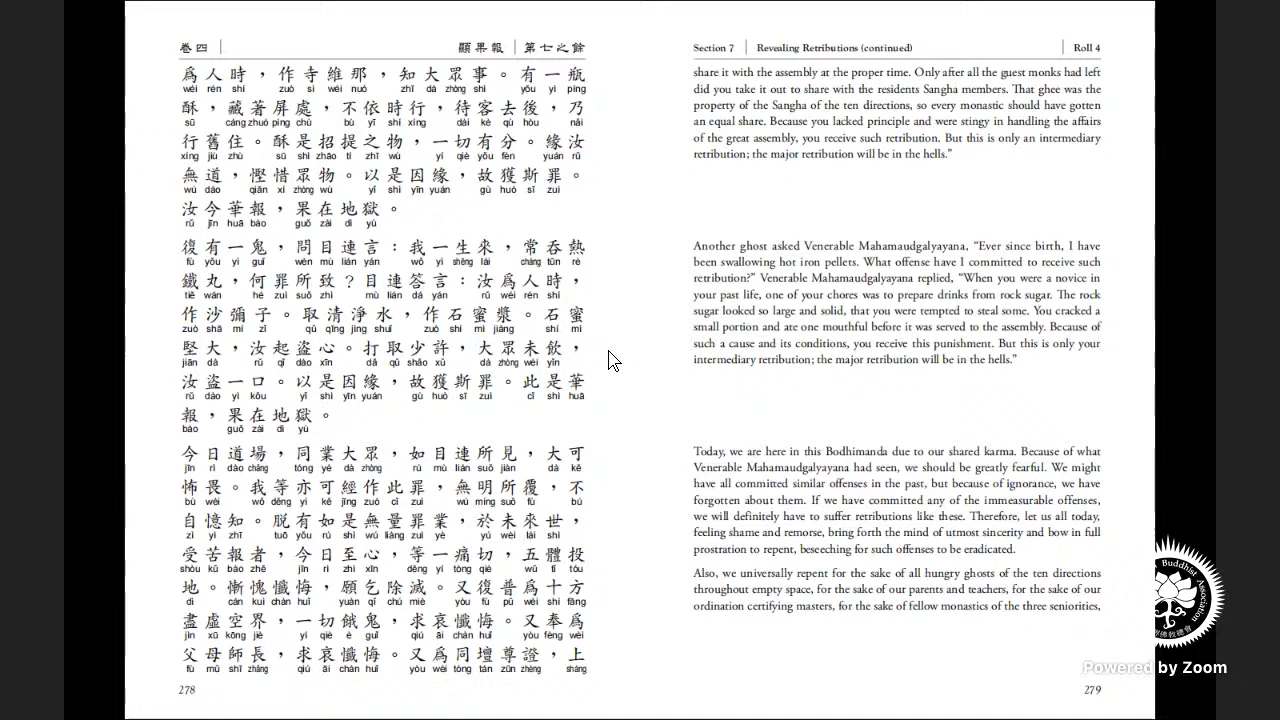 卷四 顯果報 第七之餘
爲人時，作寺維那，知大眾事。有一瓶
wéi rén shí zuò sì wéi nuó zhī dà zhòng shì yǒu yì píng
酥，藏著屏處，不依時行，待客去後，乃
sū cáng zhuó píng chù bù yī shí xíng dài kè qù hòu nǎi
行舊住。酥是招提之物，一切有分。緣汝
xíng jiù zhù sū shì zhāo tí zhī wù yí qiè yǒu fèn yuán rǔ
無道，慳惜眾物。以是因緣，故獲斯罪。
wú dào qiān xí zhòng wù yǐ shì yīn yuán gù huò sī zuì
汝今華報，果在地獄。
rǔ jīn huā bào guǒ zài dì yù
復有一鬼，問目連言：我一生來，常吞熱
fù yǒu yì guǐ wèn mù lián yán wǒ yì shēng lái cháng tūn rè
鐵丸，何罪所致？目連答言：汝爲人時，
tiě wán hé zuì suǒ zhì mù lián dá yán rǔ wéi rén shí
作沙彌子。取清淨水，作石蜜漿。石蜜
zuò shā mí zǐ qǔ qīng jìng shuǐ zuò shí mì jiāng shí mì
堅大，汝起盜心。打取少許，大眾未飲，
jiān dà rǔ qǐ dào xīn dǎ qǔ shǎo xǔ dà zhòng wèi yǐn
汝盜一口。以是因緣，故獲斯罪。此是華
rǔ dào yì kǒu yǐ shì yīn yuán gù huò sī zuì cǐ shì huā
報，果在地獄。
bào guǒ zài dì yù
今日道場，同業大眾，如目連所見，大可
jīn rì dào chǎng tóng yè dà zhòng rú mù lián suǒ jiàn dà kě
怖畏。我等亦可經作此罪，無明所覆，不
bù wèi wǒ děng yì kě jīng zuò cǐ zuì wú míng suǒ fù bú
自憶知。脫有如是無量罪業，於未來世，
zì yì zhī tuō yǒu rú shì wú liàng zuì yè yú wèi lái shì
受苦報者，今日至心，等一痛切，五體投
shòu kǔ bào zhě jīn rì zhì xīn děng yí tòng qiè wǔ tǐ tóu
地。慚愧懺悔，願乞除滅。又復普爲十方
dì cán kuì chàn huǐ yuàn qǐ chú miè yòu fù pǔ wèi shí fāng
盡虛空界，一切餓鬼，求哀懺悔。又奉爲
jìn xū kōng jiè yí qiè è guǐ qiú āi chàn huǐ yòu fèng wèi
父母師長，求哀懺悔。又爲同壇尊證，上
fù mǔ shī zhǎng qiú āi chàn huǐ yòu wèi tóng tán zūn zhèng shàng
278
Section 7 Revealing Retributions (continued) Roll 4
share it with the assembly at the proper time. Only after all the guest monks had left
did you take it out to share with the residents Sangha members. That ghee was the
property of the Sangha of the ten directions, so every monastic should have gotten
an equal share. Because you lacked principle and were stingy in handling the affairs
of the great assembly, you receive such retribution. But this is only an intermediary
retribution; the major retribution will be in the hells.”
Another ghost asked Venerable Mahamaudgalyayana, “Ever since birth, I have
been swallowing hot iron pellets. What offense have I committed to receive such
retribution?” Venerable Mahamaudgalyayana replied, “When you were a novice in
your past life, one of your chores was to prepare drinks from rock sugar. The rock
sugar looked so large and solid, that you were tempted to steal some. You cracked a
small portion and ate one mouthful before it was served to the assembly. Because of
such a cause and its conditions, you receive this punishment. But this is only your
intermediary retribution; the major retribution will be in the hells.”
Today, we are here in this Bodhimanda due to our shared karma. Because of what
Venerable Mahamaudgalyayana had seen, we should be greatly fearful. We might
have all committed similar offenses in the past, but because of ignorance, we have
forgotten about them. If we have committed any of the immeasurable offenses,
we will definitely have to suffer retributions like these. Therefore, let us all today,
feeling shame and remorse, bring forth the mind of utmost sincerity and bow in full
prostration to repent, beseeching for such offenses to be eradicated.
Also, we universally repent for the sake of all hungry ghosts of the ten directions
throughout empty space, for the sake of our parents and teachers, for the sake of our
ordination certifying masters, for the sake of fellow monastics of the three seniorities,
279
Buddhist Association
Powered by Zoom